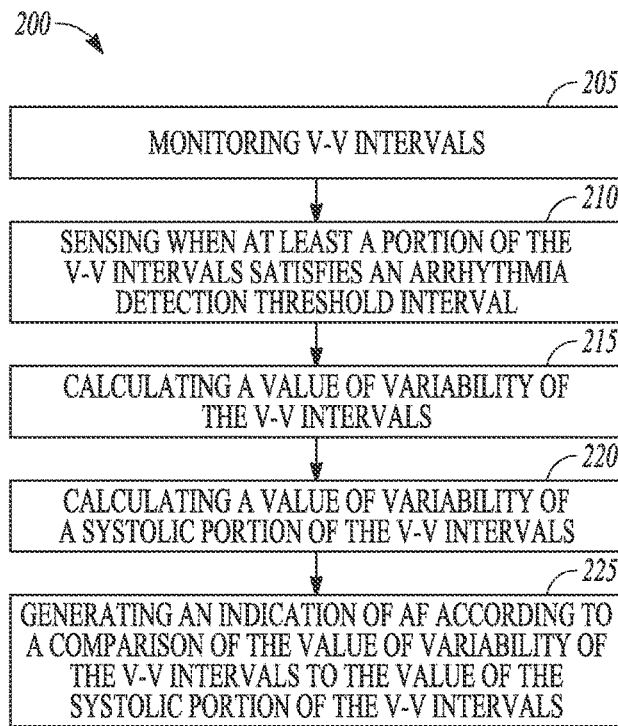 200
205
MONITORING V-V INTERVALS
210
SENSING WHEN AT LEAST A PORTION OF THE
V-V INTERVALS SATISFIES AN ARRHYTHMIA
DETECTION THRESHOLD INTERVAL
215
CALCULATING A VALUE OF VARIABILITY OF
THE V-V INTERVALS
220
CALCULATING A VALUE OF VARIABILITY OF
A SYSTOLIC PORTION OF THE V-V INTERVALS
225
GENERATING AN INDICATION OF AF ACCORDING TO
A COMPARISON OF THE VALUE OF VARIABILITY OF
THE V-V INTERVALS TO THE VALUE OF THE
SYSTOLIC PORTION OF THE V-V INTERVALS